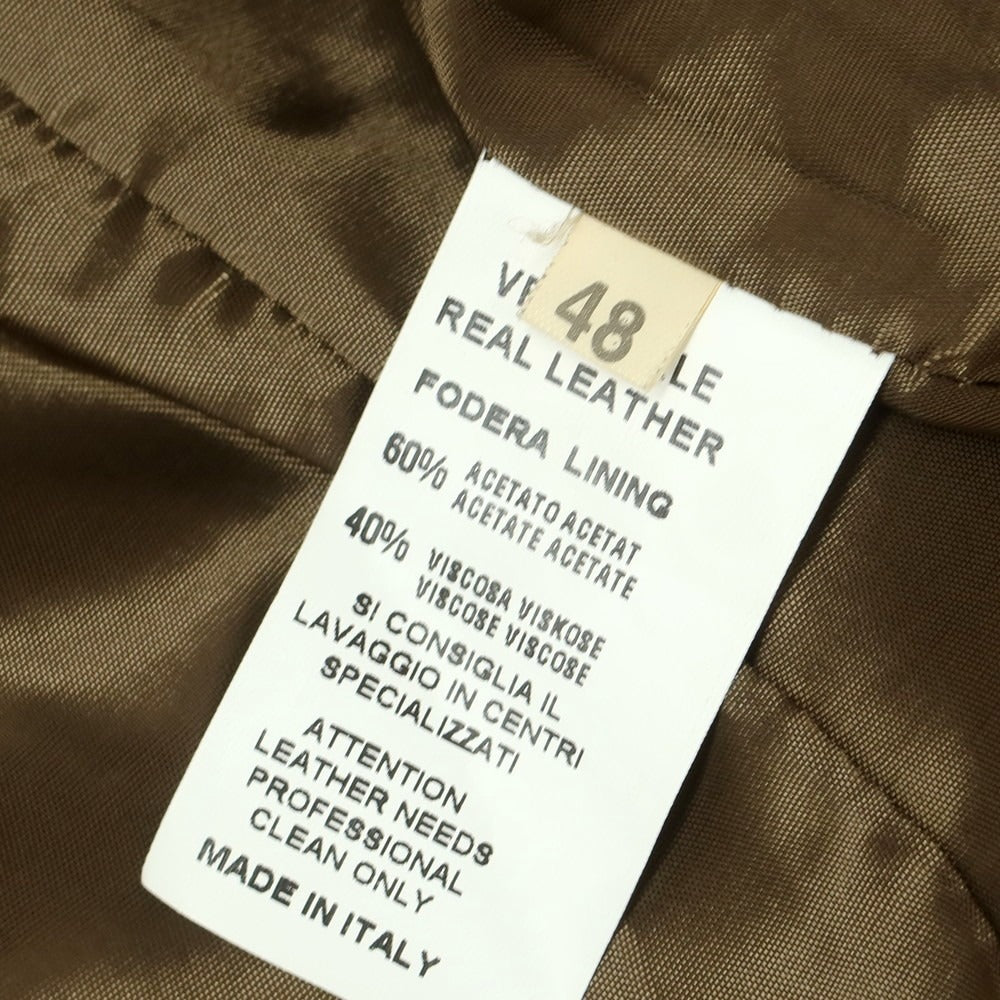 48
REAL LEATHER
FODERA LINING
60% ACETATO ACETAT
ACETATE ACETATE
40% VISCOSA VISKOSE
VISCOSE VISCOSE
SI CONSIGLIA IL
LAVAGGIO IN CENTRI
SPECIALIZZATI
ATTENTION
LEATHER NEEDS
PROFESSIONAL
CLEAN ONLY
MADE IN ITALY